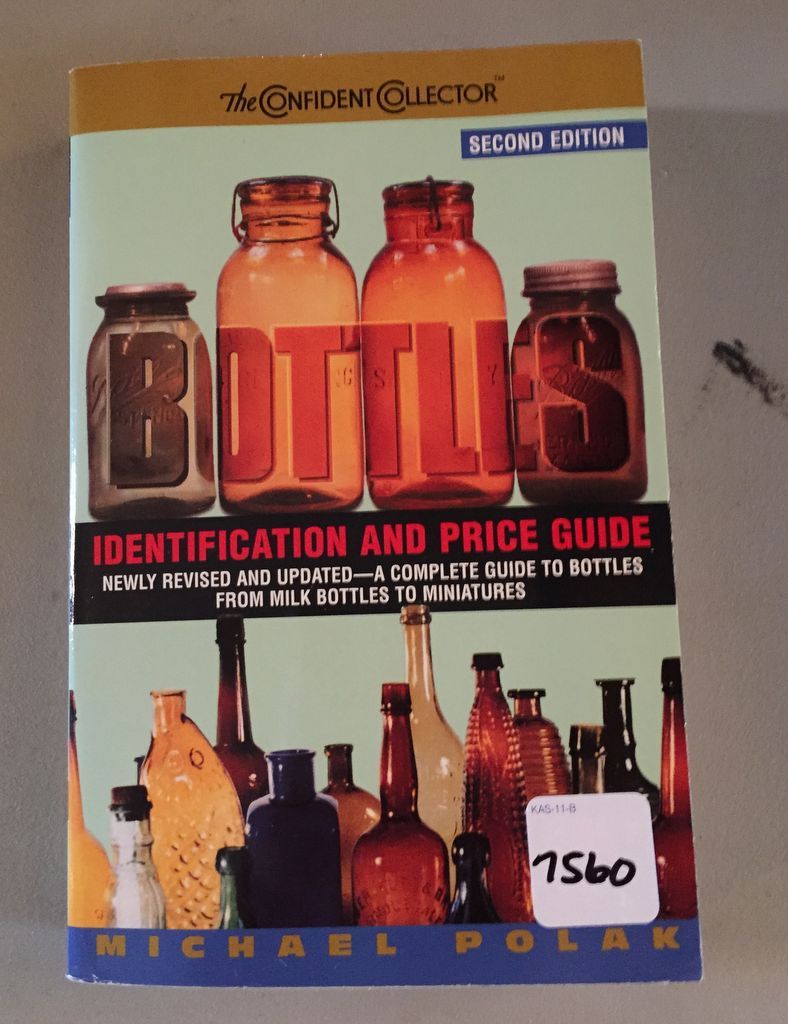 The CONFIDENT COLLECTOR™
SECOND EDITION
BOTTLES
IDENTIFICATION AND PRICE GUIDE
NEWLY REVISED AND UPDATED—A COMPLETE GUIDE TO BOTTLES
FROM MILK BOTTLES TO MINIATURES
KAS-11-B
7560
MICHAEL POLAK